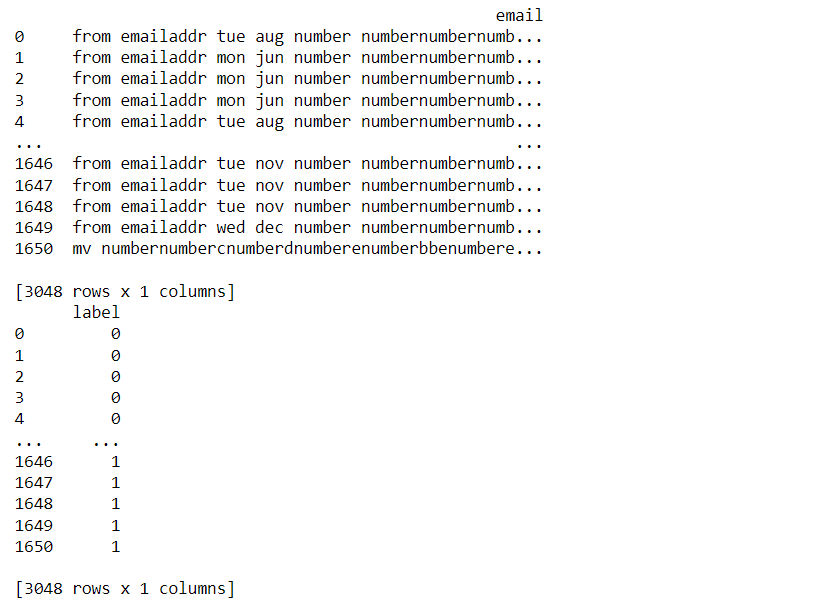 email
0 from emailaddr tue aug number numbernumbernumb...
1 from emailaddr mon jun number numbernumbernumb...
2 from emailaddr mon jun number numbernumbernumb...
3 from emailaddr mon jun number numbernumbernumb...
4 from emailaddr tue aug number numbernumbernumb...
... ...
1646 from emailaddr tue nov number numbernumbernumb...
1647 from emailaddr tue nov number numbernumbernumb...
1648 from emailaddr tue nov number numbernumbernumb...
1649 from emailaddr wed dec number numbernumbernumb...
1650 mv numbernumbercnumberdnumberenumberbbenumbere...
[3048 rows x 1 columns]
label
0 0
1 0
2 0
3 0
4 0
... ...
1646 1
1647 1
1648 1
1649 1
1650 1
[3048 rows x 1 columns]